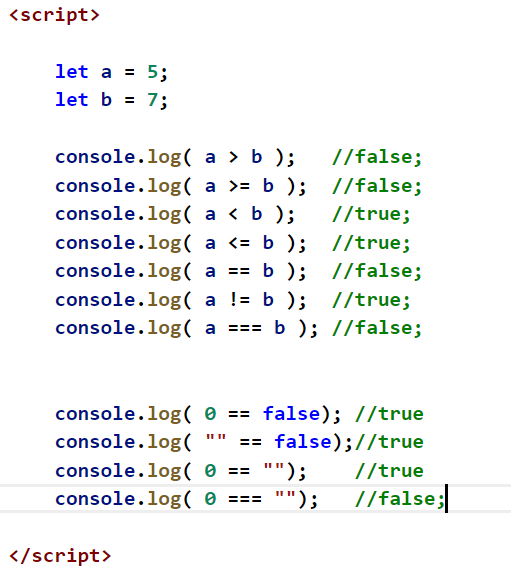 <script>
let a = 5;
let b = 7;
console.log( a > b );   //false;
console.log( a >= b );  //false;
console.log( a < b );   //true;
console.log( a <= b );  //true;
console.log( a == b );  //false;
console.log( a != b );  //true;
console.log( a === b ); //false;
console.log( 0 == false); //true
console.log( "" == false);//true
console.log( 0 == "");    //true
console.log( 0 === "");   //false;
</script>